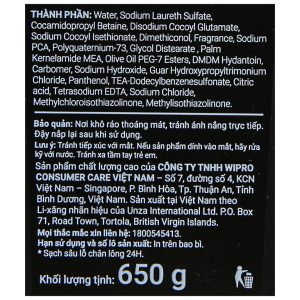 THÀNH PHẦN: Water, Sodium Laureth Sulfate,
Cocamidopropyl Betaine, Disodium Cocoyl Glutamate,
Sodium Cocoyl Isethionate, Dimethiconol, Fragrance, Sodium
PCA, Polyquaternium-73, Glycol Distearate, Palm
Kernelamide MEA, Olive Oil PEG-7 Esters, DMDM Hydantoin,
Carbomer, Sodium Hydroxide, Guar Hydroxypropyltrimonium
Chloride, Panthenol, TEA-Dodecylbenzenesulfonate, Citric
acid, Tetrasodium EDTA, Sodium Chloride,
Methylchloroisothiazolinone, Methylisothiazolinone.
Bảo quản: Nơi khô ráo thoáng mát, tránh ánh nắng trực tiếp.
Đậy nắp lại sau khi sử dụng.
Lưu ý: Tránh tiếp xúc với mắt. Nếu sản phẩm dính vào mắt, hãy rửa
kỹ với nước. Tránh xa tầm tay trẻ em.
Sản phẩm chất lượng cao của CÔNG TY TNHH WIPRO
CONSUMER CARE VIỆT NAM – Số 7, đường số 4, KCN
Việt Nam – Singapore, P. Bình Hòa, Tp. Thuận An, Tỉnh
Bình Dương, Việt Nam. Sản xuất tại Việt Nam theo
Li-xăng nhãn hiệu của Unza International Ltd. P.O. Box
71, Road Town, Tortola, British Virgin Islands.
Mọi thắc mắc xin liên hệ: 1800545413.
Hạn sử dụng và số lô sản xuất: In trên bao bì.
* Sạch sâu lỗ chân lông 24H.
Khối lượng tịnh: 650 g